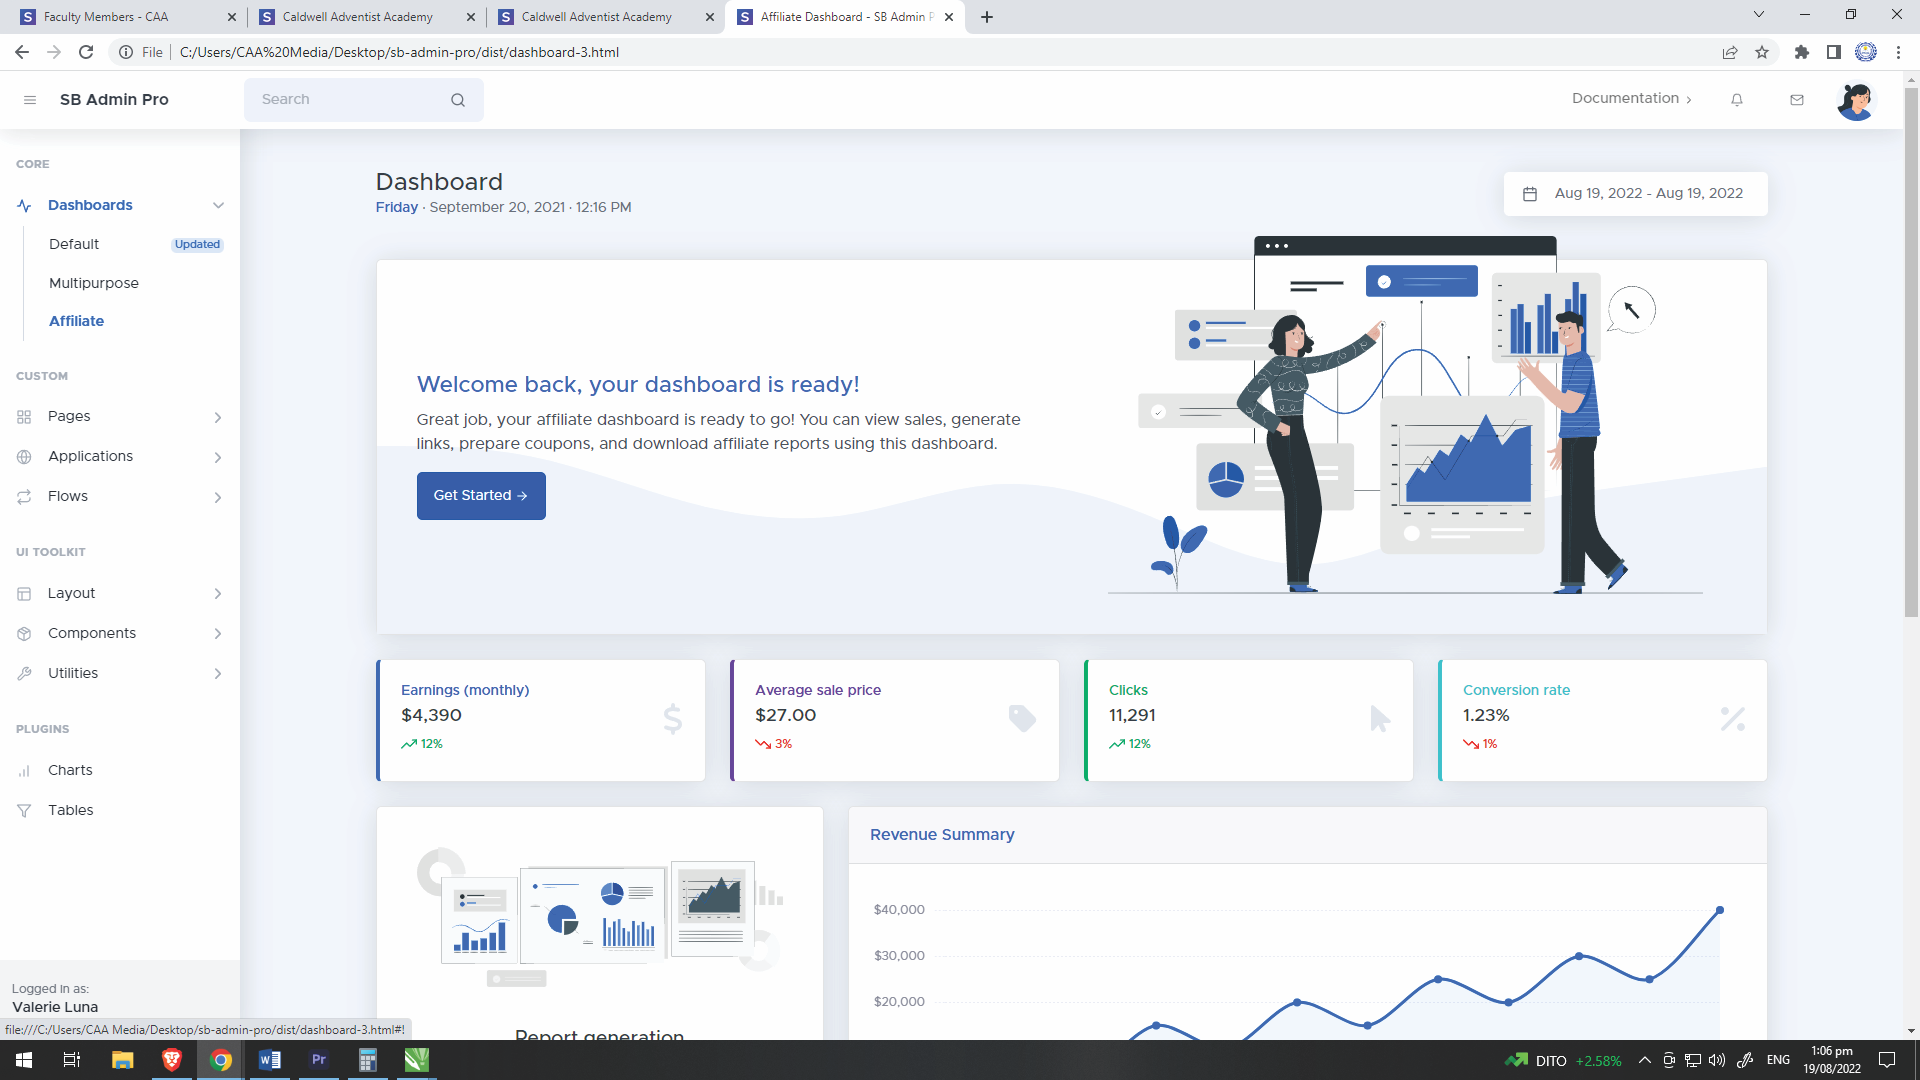 Faculty Members - CAA
Caldwell Adventist Academy
Caldwell Adventist Academy
Affiliate Dashboard - SB Admin P
File
C:/Users/CAA%20Media/Desktop/sb-admin-pro/dist/dashboard-3.html
SB Admin Pro
Search
Documentation
CORE
Dashboards
Default
Updated
Multipurpose
Affiliate
CUSTOM
Pages
Applications
Flows
UI TOOLKIT
Layout
Components
Utilities
PLUGINS
Charts
Tables
Logged in as:
Valerie Luna
file:///C:/Users/CAA Media/Desktop/sb-admin-pro/dist/dashboard-3.html#!
Dashboard
Friday · September 20, 2021 · 12:16 PM
Aug 19, 2022 - Aug 19, 2022
Welcome back, your dashboard is ready!
Great job, your affiliate dashboard is ready to go! You can view sales, generate
links, prepare coupons, and download affiliate reports using this dashboard.
Get Started →
Earnings (monthly)
$4,390
12%
Average sale price
$27.00
3%
Clicks
11,291
12%
Conversion rate
1.23%
1%
Report generation
Revenue Summary
$40,000
$30,000
$20,000
Pr
DITO +2.58%
ENG
1:06 pm
19/08/2022